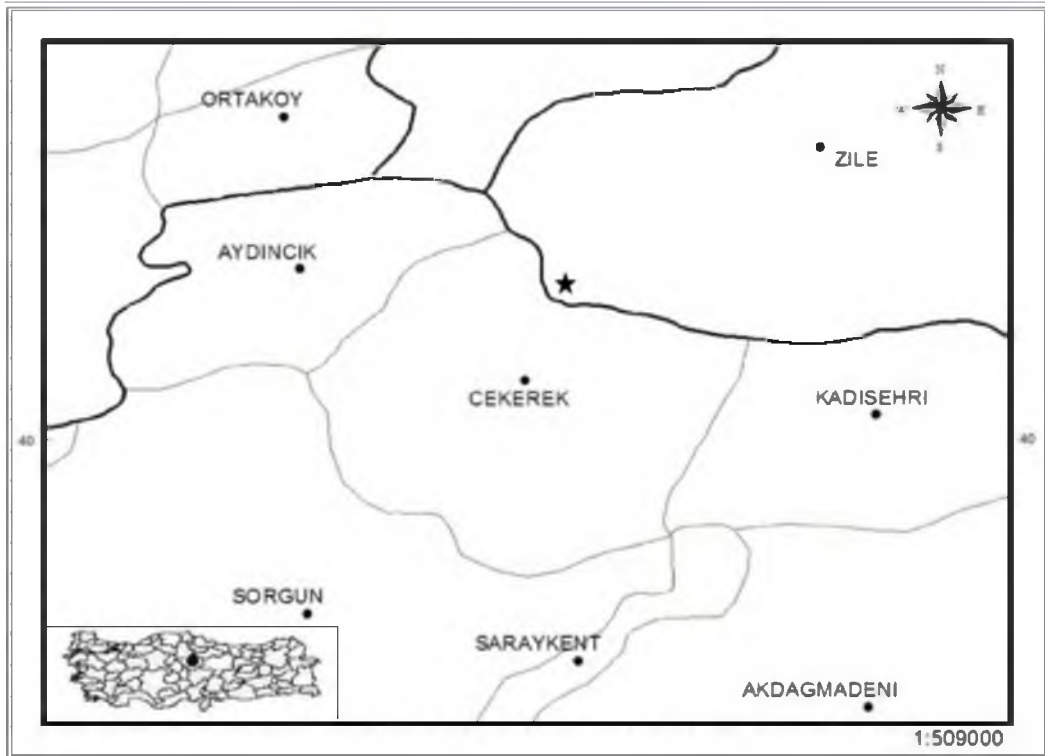 ORTAKOY
N
E
S
ZILE
AYDINCIK
CEKEREK
KADISEHRI
40
40
SORGUN
SARAYKENT
AKDAGMADENI
1:509000